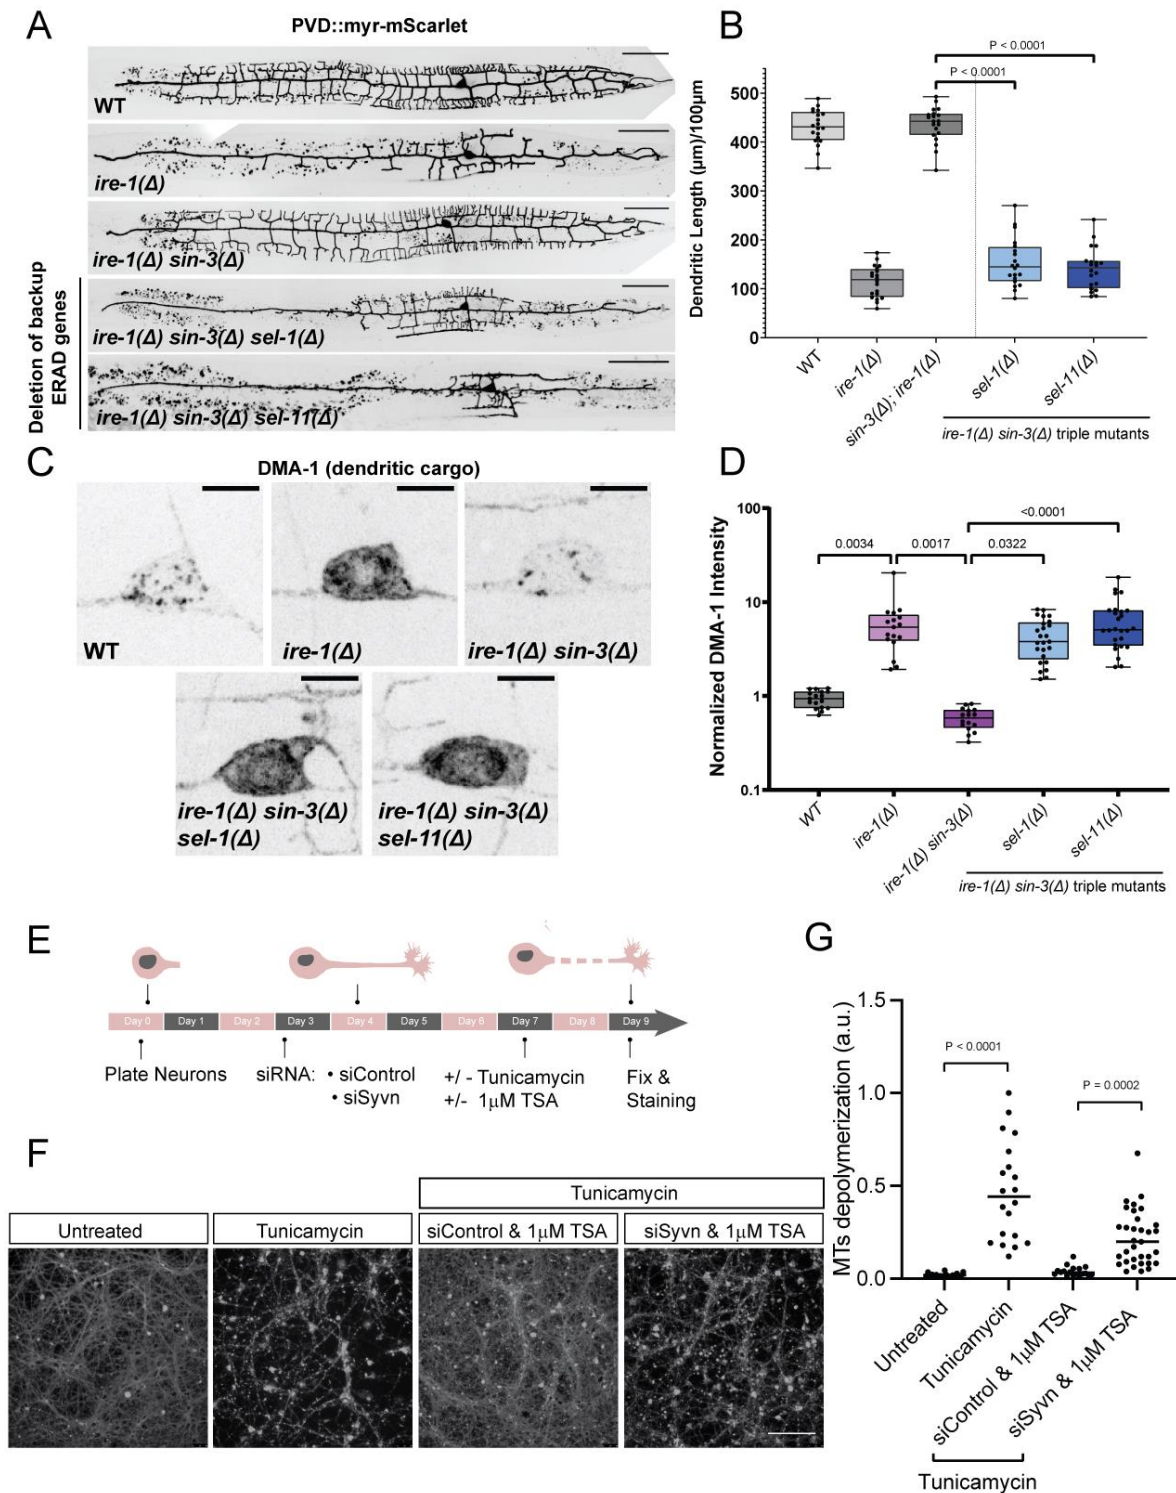 A
PVD::myr-mScarlet
WT
ire-1(Δ)
ire-1(Δ) sin-3(Δ)
Deletion of backup
ERAD genes
ire-1(Δ) sin-3(Δ) sel-1(Δ)
ire-1(Δ) sin-3(Δ) sel-11(Δ)
B
P < 0.0001
P < 0.0001
Dendritic Length (μm)/100μm
500
400
300
200
100
0
WT
ire-1(Δ)
sin-3(Δ); ire-1(Δ)
sel-1(Δ)
sel-11(Δ)
ire-1(Δ) sin-3(Δ) triple mutants
C
DMA-1 (dendritic cargo)
WT
ire-1(Δ)
ire-1(Δ) sin-3(Δ)
ire-1(Δ) sin-3(Δ)
sel-1(Δ)
ire-1(Δ) sin-3(Δ)
sel-11(Δ)
D
Normalized DMA-1 Intensity
100
10
1
0.1
<0.0001
0.0034
0.0017
0.0322
WT
ire-1(Δ)
ire-1(Δ) sin-3(Δ)
sel-1(Δ)
sel-11(Δ)
ire-1(Δ) sin-3(Δ) triple mutants
E
Day 0 Day 1 Day 2 Day 3 Day 4 Day 5 Day 6 Day 7 Day 8 Day 9
Plate Neurons
siRNA: • siControl
• siSyvn
+/ - Tunicamycin
+/- 1μM TSA
Fix &
Staining
F
Tunicamycin
Untreated
Tunicamycin
siControl & 1μM TSA
siSyvn & 1μM TSA
G
MTs depolymerization (a.u.)
1.5
1.0
0.5
0.0
P < 0.0001
P = 0.0002
Untreated
Tunicamycin
siControl & 1μM TSA
siSyvn & 1μM TSA
Tunicamycin